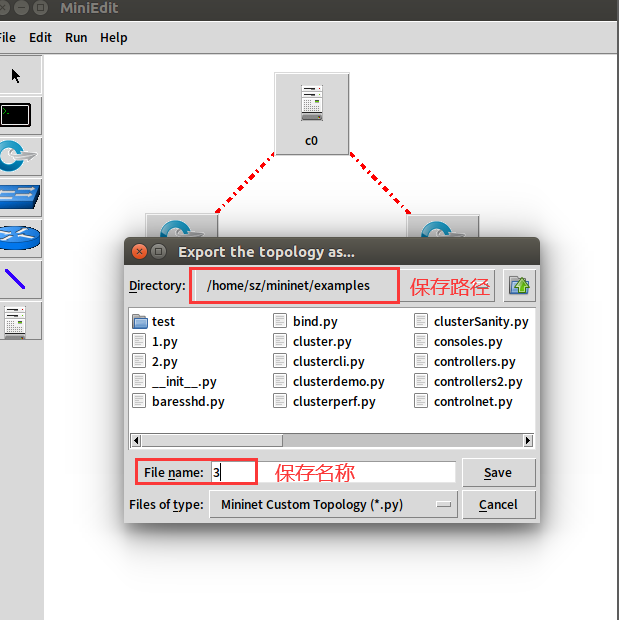 MiniEdit
File Edit Run Help
c0
Export the topology as...
Directory: /home/sz/mininet/examples 保存路径
test bind.py clusterSanity.py
1.py cluster.py consoles.py
2.py clustercli.py controllers.py
__init__.py clusterdemo.py controllers2.py
baresshd.py clusterperf.py controlnet.py
File name: 3 保存名称 Save
Files of type: Mininet Custom Topology (*.py) Cancel